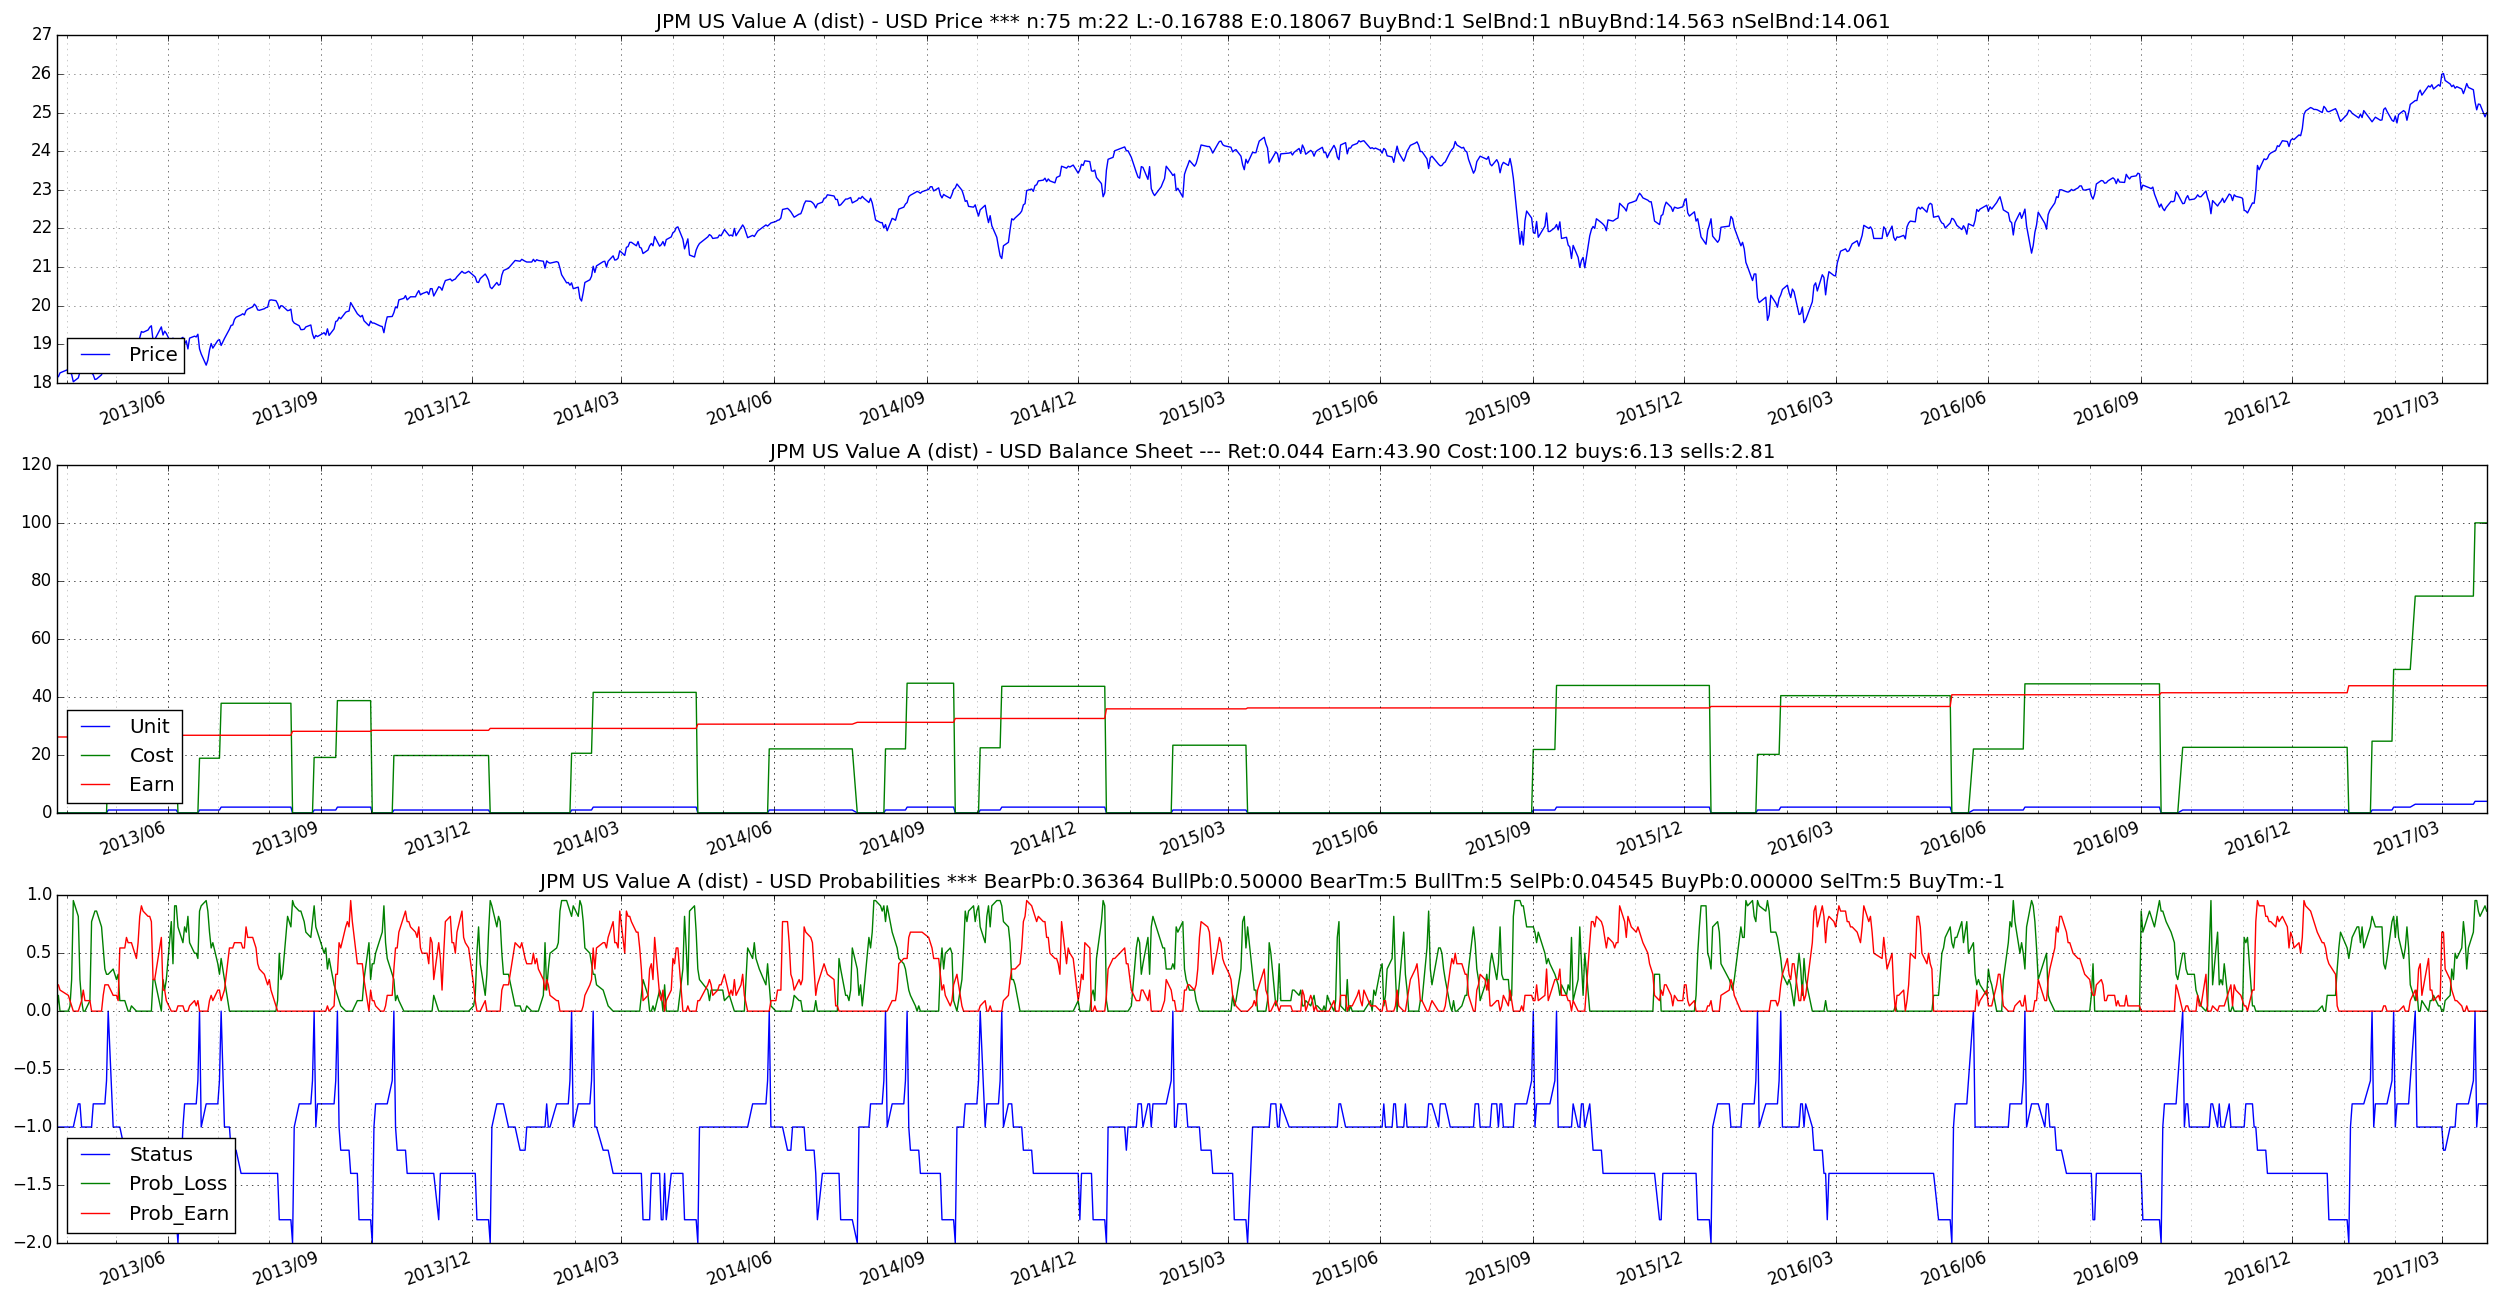 JPM US Value A (dist) - USD Price *** n:75 m:22 L:-0.16788 E:0.18067 BuyBnd:1 SelBnd:1 nBuyBnd:14.563 nSelBnd:14.061
27
26
25
24
23
22
21
20
19
18
Price
2013/06 2013/09 2013/12 2014/03 2014/06 2014/09 2014/12 2015/03 2015/06 2015/09 2015/12 2016/03 2016/06 2016/09 2016/12 2017/03
JPM US Value A (dist) - USD Balance Sheet --- Ret:0.044 Earn:43.90 Cost:100.12 buys:6.13 sells:2.81
120
100
80
60
40
20
0
Unit
Cost
Earn
2013/06 2013/09 2013/12 2014/03 2014/06 2014/09 2014/12 2015/03 2015/06 2015/09 2015/12 2016/03 2016/06 2016/09 2016/12 2017/03
JPM US Value A (dist) - USD Probabilities *** BearPb:0.36364 BullPb:0.50000 BearTm:5 BullTm:5 SelPb:0.04545 BuyPb:0.00000 SelTm:5 BuyTm:-1
1.0
0.5
0.0
−0.5
−1.0
−1.5
−2.0
Status
Prob_Loss
Prob_Earn
2013/06 2013/09 2013/12 2014/03 2014/06 2014/09 2014/12 2015/03 2015/06 2015/09 2015/12 2016/03 2016/06 2016/09 2016/12 2017/03